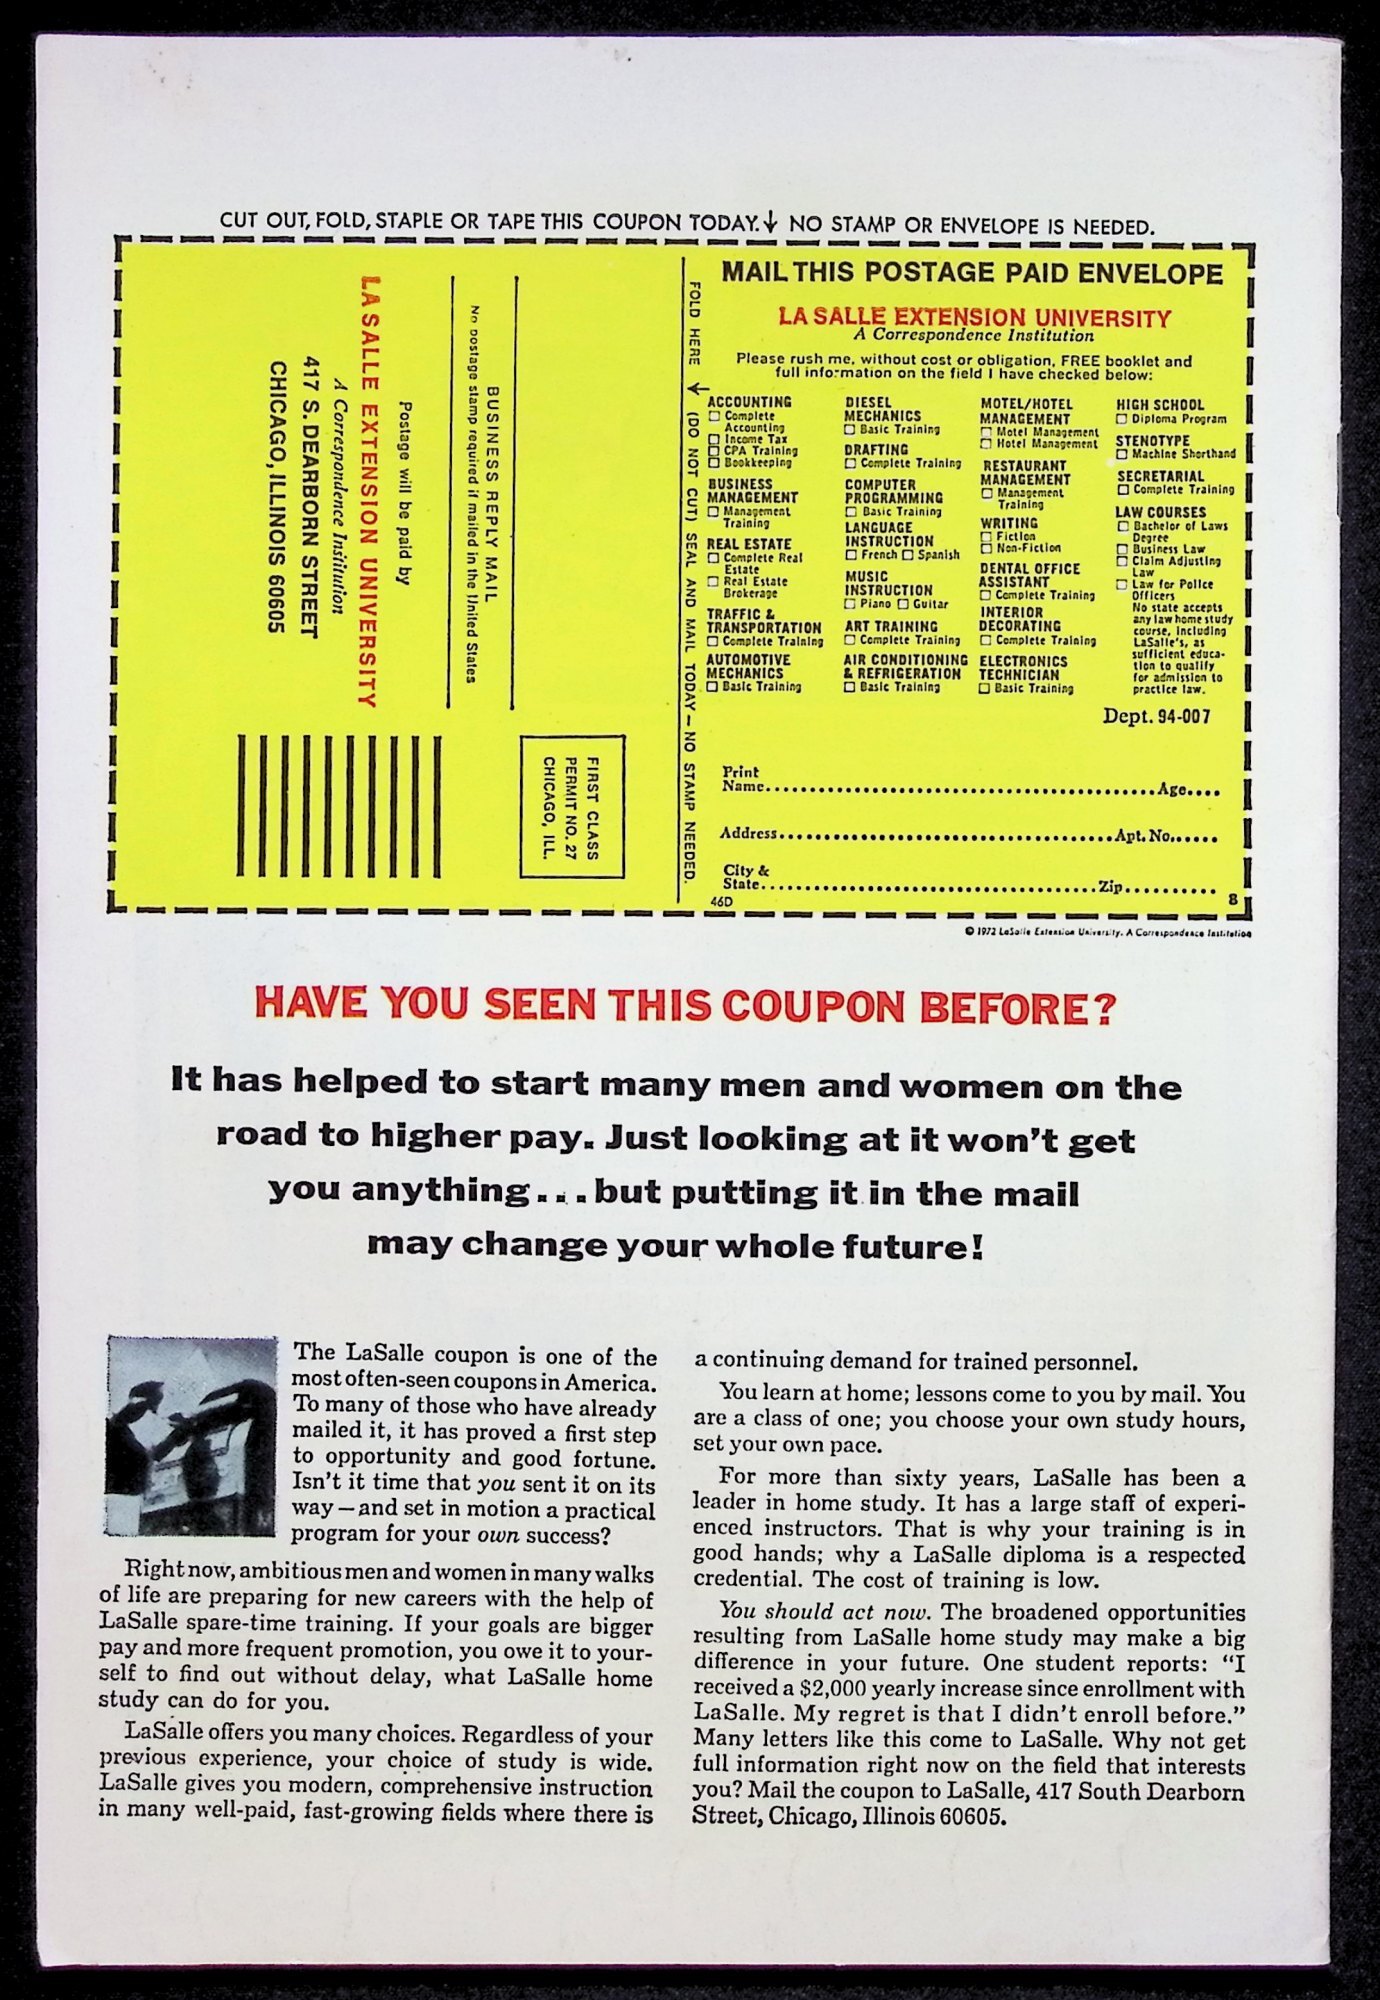 CUT OUT, FOLD, STAPLE OR TAPE THIS COUPON TODAY.↓ NO STAMP OR ENVELOPE IS NEEDED.
FIRST CLASS
PERMIT NO. 27
CHICAGO, ILL.
BUSINESS REPLY MAIL
No postage stamp required if mailed in the United States
Postage will be paid by
LA SALLE EXTENSION UNIVERSITY
A Correspondence Institution
417 S. DEARBORN STREET
CHICAGO, ILLINOIS 60605
FOLD HERE ↓ (DO NOT CUT) SEAL AND MAIL TODAY — NO STAMP NEEDED.
MAIL THIS POSTAGE PAID ENVELOPE
LA SALLE EXTENSION UNIVERSITY
A Correspondence Institution
Please rush me, without cost or obligation, FREE booklet and
full information on the field I have checked below:
ACCOUNTING
☐ Complete
Accounting
☐ Income Tax
☐ CPA Training
☐ Bookkeeping
BUSINESS
MANAGEMENT
☐ Management
Training
REAL ESTATE
☐ Complete Real
Estate
☐ Real Estate
Brokerage
TRAFFIC &
TRANSPORTATION
☐ Complete Training
AUTOMOTIVE
MECHANICS
☐ Basic Training
DIESEL
MECHANICS
☐ Basic Training
DRAFTING
☐ Complete Training
COMPUTER
PROGRAMMING
☐ Basic Training
LANGUAGE
INSTRUCTION
☐ French ☐ Spanish
MUSIC
INSTRUCTION
☐ Piano ☐ Guitar
ART TRAINING
☐ Complete Training
AIR CONDITIONING
& REFRIGERATION
☐ Basic Training
MOTEL/HOTEL
MANAGEMENT
☐ Motel Management
☐ Hotel Management
RESTAURANT
MANAGEMENT
☐ Management
Training
WRITING
☐ Fiction
☐ Non-Fiction
DENTAL OFFICE
ASSISTANT
☐ Complete Training
INTERIOR
DECORATING
☐ Complete Training
ELECTRONICS
TECHNICIAN
☐ Basic Training
HIGH SCHOOL
☐ Diploma Program
STENOTYPE
☐ Machine Shorthand
SECRETARIAL
☐ Complete Training
LAW COURSES
☐ Bachelor of Laws
Degree
☐ Business Law
☐ Claim Adjusting
Law
☐ Law for Police
Officers
No state accepts
any law home study
course, including
LaSalle's, as
sufficient educa-
tion to qualify
for admission to
practice law.
Dept. 94-007
Print
Name.............................................Age....
Address.......................................Apt. No......
City &
State.......................................Zip..........
46D 8
© 1972 LaSalle Extension University. A Correspondence Institution
HAVE YOU SEEN THIS COUPON BEFORE?
It has helped to start many men and women on the
road to higher pay. Just looking at it won't get
you anything... but putting it in the mail
may change your whole future!
The LaSalle coupon is one of the
most often-seen coupons in America.
To many of those who have already
mailed it, it has proved a first step
to opportunity and good fortune.
Isn't it time that you sent it on its
way — and set in motion a practical
program for your own success?
Right now, ambitious men and women in many walks
of life are preparing for new careers with the help of
LaSalle spare-time training. If your goals are bigger
pay and more frequent promotion, you owe it to your-
self to find out without delay, what LaSalle home
study can do for you.
LaSalle offers you many choices. Regardless of your
previous experience, your choice of study is wide.
LaSalle gives you modern, comprehensive instruction
in many well-paid, fast-growing fields where there is
a continuing demand for trained personnel.
You learn at home; lessons come to you by mail. You
are a class of one; you choose your own study hours,
set your own pace.
For more than sixty years, LaSalle has been a
leader in home study. It has a large staff of experi-
enced instructors. That is why your training is in
good hands; why a LaSalle diploma is a respected
credential. The cost of training is low.
You should act now. The broadened opportunities
resulting from LaSalle home study may make a big
difference in your future. One student reports: "I
received a $2,000 yearly increase since enrollment with
LaSalle. My regret is that I didn't enroll before."
Many letters like this come to LaSalle. Why not get
full information right now on the field that interests
you? Mail the coupon to LaSalle, 417 South Dearborn
Street, Chicago, Illinois 60605.